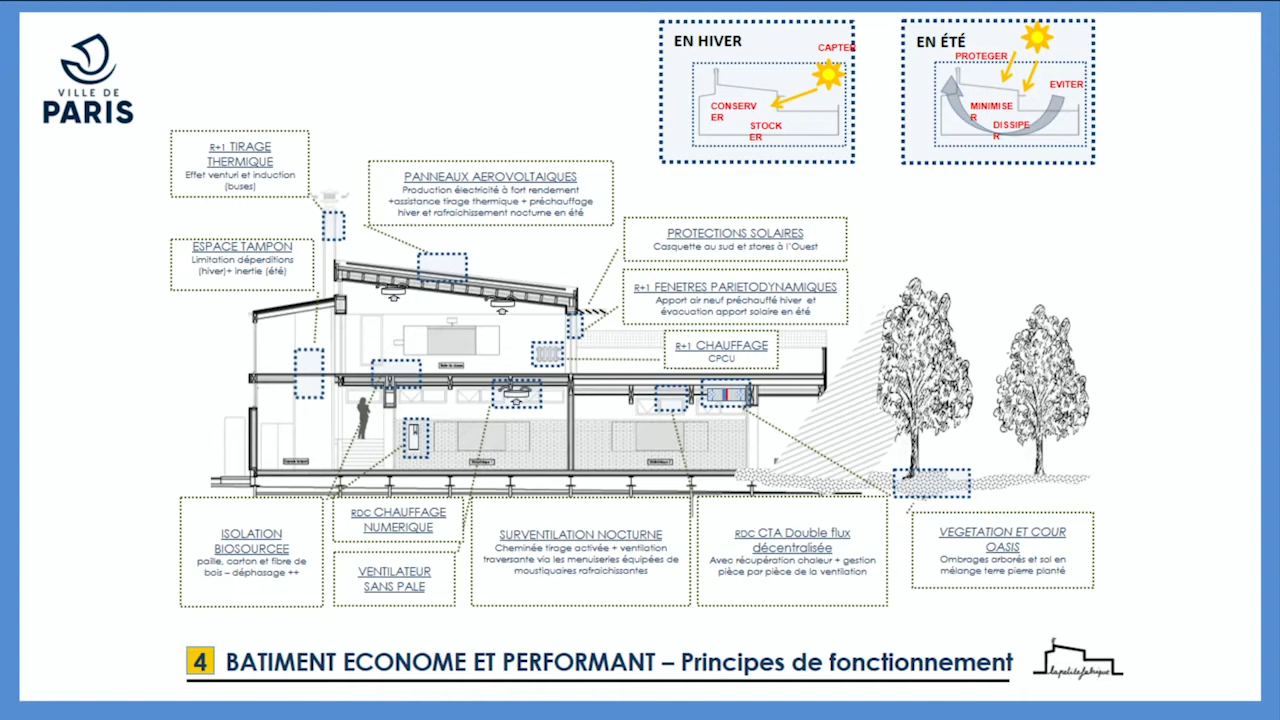 VILLE DE
PARIS
EN HIVER
CAPTER
CONSERV
ER
STOCK
ER
EN ÉTÉ
PROTEGER
EVITER
MINIMISE
R
DISSIPE
R
R+1 TIRAGE
THERMIQUE
Effet venturi et induction
(buses)
PANNEAUX AEROVOLTAIQUES
Production électricité à fort rendement
+assistance tirage thermique + préchauffage
hiver et rafraichissement nocturne en été
ESPACE TAMPON
Limitation déperditions
(hiver)+ inertie (été)
PROTECTIONS SOLAIRES
Casquette au sud et stores à l'Ouest
R+1 FENETRES PARIETODYNAMIQUES
Apport air neuf préchauffé hiver et
évacuation apport solaire en été
R+1 CHAUFFAGE
CPCU
ISOLATION
BIOSOURCEE
paille, carton et fibre de
bois – déphasage ++
RDC CHAUFFAGE
NUMERIQUE
VENTILATEUR
SANS PALE
SURVENTILATION NOCTURNE
Cheminée tirage activée + ventilation
traversante via les menuiseries équipées de
moustiquaires rafraichissantes
RDC CTA Double flux
décentralisée
Avec récupération chaleur + gestion
pièce par pièce de la ventilation
VEGETATION ET COUR
OASIS
Ombrages arborés et sol en
mélange terre pierre planté
4 BATIMENT ECONOME ET PERFORMANT – Principes de fonctionnement
lapetitefabrique